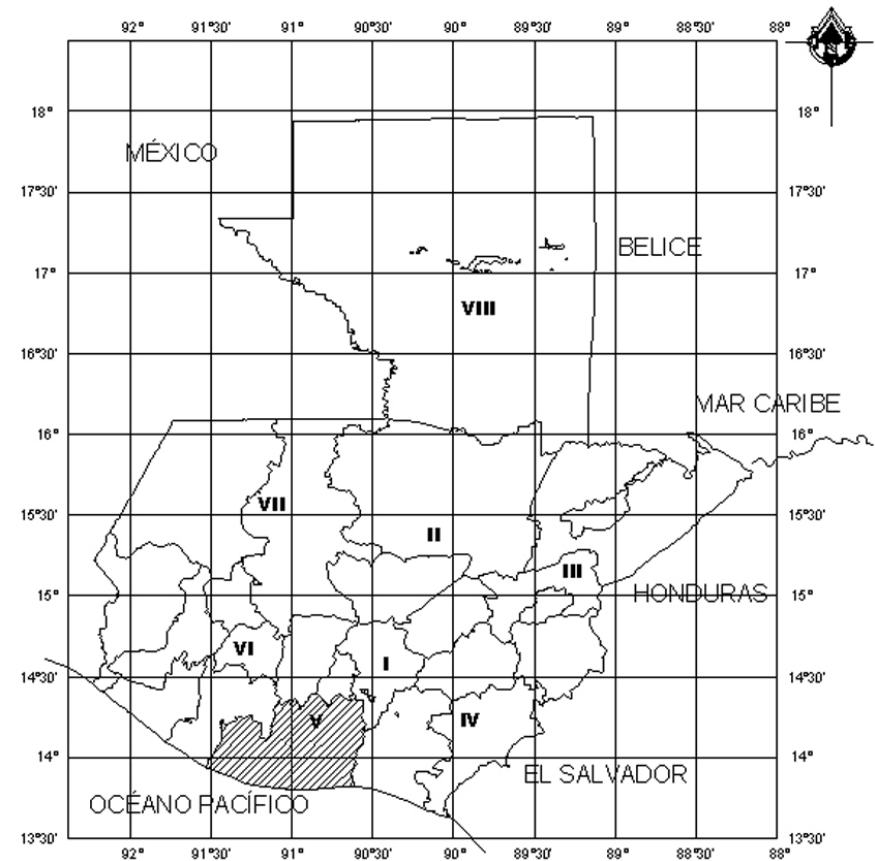 92° 91°30' 91° 90°30' 90° 89°30' 89° 88°30' 88°
18° 18°
MÉXICO
17°30' 17°30'
BELICE
17° 17°
VIII
16°30' 16°30'
MAR CARIBE
16° 16°
VII
15°30' 15°30'
II
III
15° HONDURAS 15°
VI
I
14°30' 14°30'
V IV
14° 14°
EL SALVADOR
OCÉANO PACÍFICO
13°30' 13°30'
92° 91°30' 91° 90°30' 90° 89°30' 89° 88°30' 88°